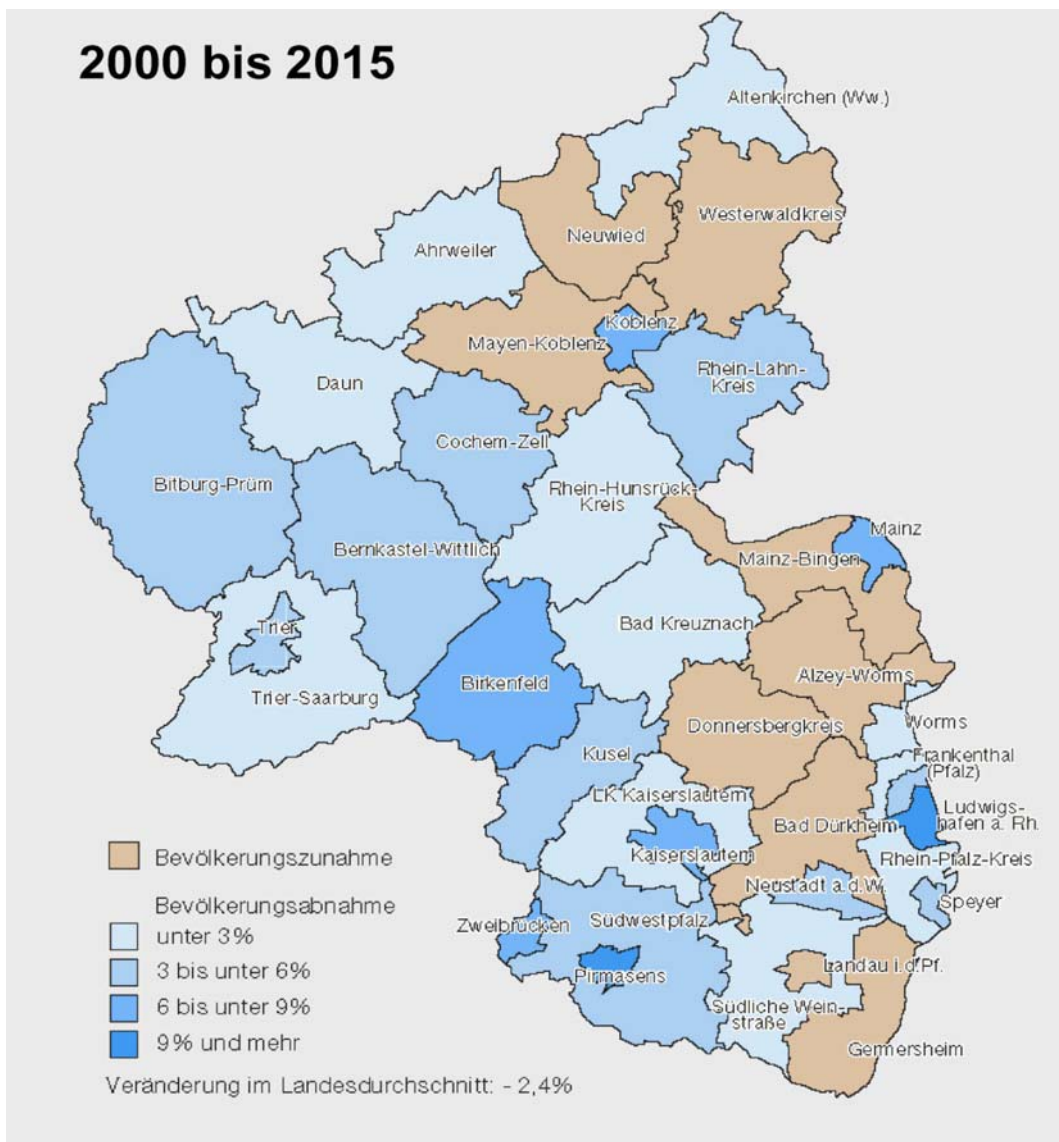 2000 bis 2015
Altenkirchen (Ww.)
Westerwaldkreis
Neuwied
Ahrweiler
Koblenz
Mayen-Koblenz
Rhein-Lahn-
Kreis
Daun
Cochem-Zell
Bitburg-Prüm
Rhein-Hunsrück-
Kreis
Mainz
Bernkastel-Wittlich
Mainz-Bingen
Trier
Bad Kreuznach
Alzey-Worms
Birkenfeld
Trier-Saarburg
Donnersbergkreis
Worms
Kusel
Frankenthal
(Pfalz)
LK Kaiserslautern
Ludwigs-
hafen a. Rh.
Bad Dürkheim
Kaiserslautern
Rhein-Pfalz-Kreis
Neustadt a.d.W.
Speyer
Zweibrücken
Südwestpfalz
Pirmasens
Landau i.d.Pf.
Südliche Wein-
straße
Germersheim
Bevölkerungszunahme
Bevölkerungsabnahme
unter 3%
3 bis unter 6%
6 bis unter 9%
9% und mehr
Veränderung im Landesdurchschnitt: - 2,4%